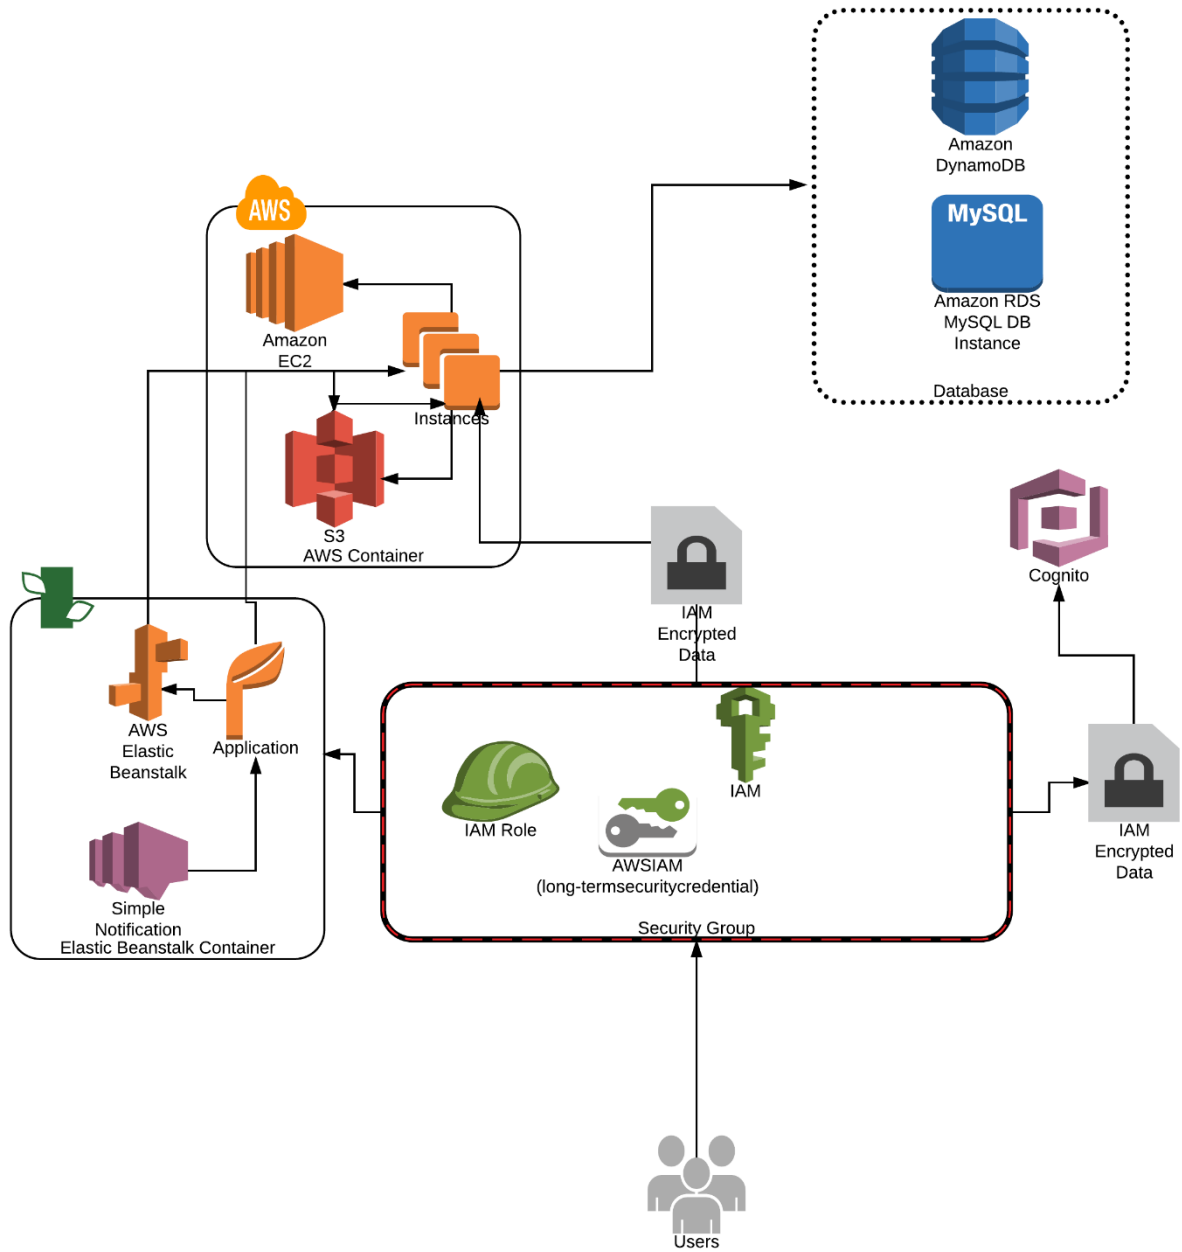 Amazon
DynamoDB
MySQL
Amazon RDS
MySQL DB
Instance
Database
AWS
Amazon
EC2
Instances
S3
AWS Container
IAM
Encrypted
Data
Cognito
AWS
Elastic
Beanstalk
Application
Simple
Notification
Elastic Beanstalk Container
IAM
IAM Role
AWSIAM
(long-termsecuritycredential)
Security Group
IAM
Encrypted
Data
Users